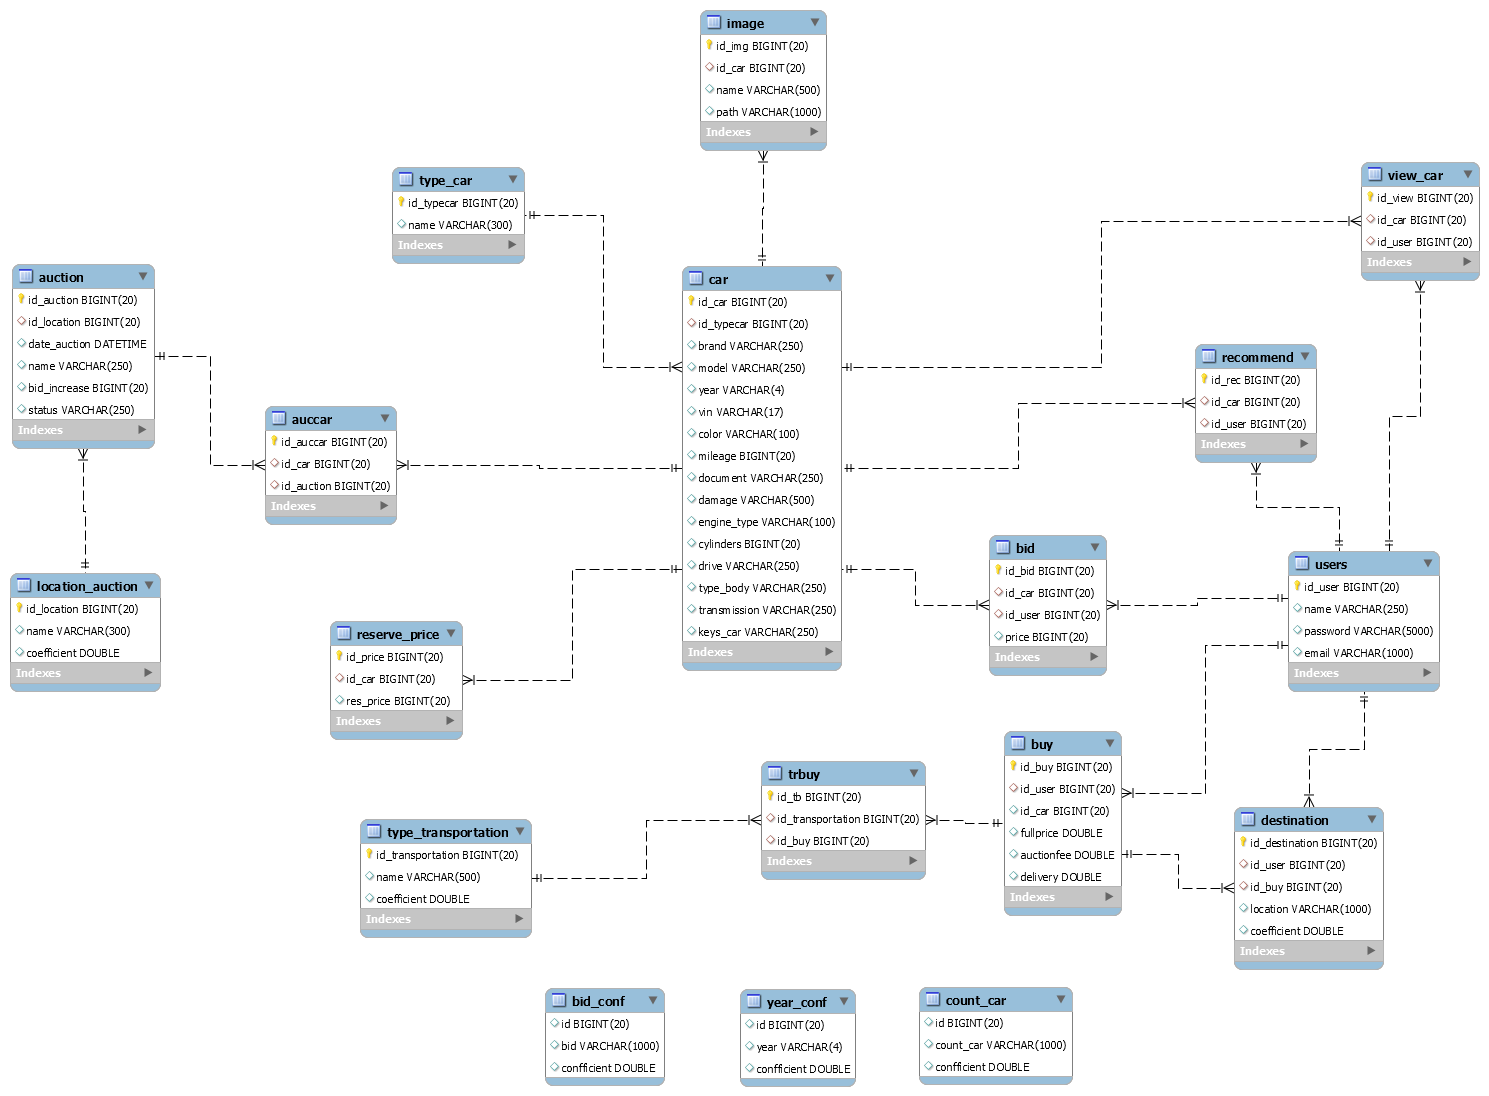 image
id_img BIGINT(20)
id_car BIGINT(20)
name VARCHAR(500)
path VARCHAR(1000)
Indexes
type_car
id_typecar BIGINT(20)
name VARCHAR(300)
Indexes
view_car
id_view BIGINT(20)
id_car BIGINT(20)
id_user BIGINT(20)
Indexes
auction
id_auction BIGINT(20)
id_location BIGINT(20)
date_auction DATETIME
name VARCHAR(250)
bid_increase BIGINT(20)
status VARCHAR(250)
Indexes
car
id_car BIGINT(20)
id_typecar BIGINT(20)
brand VARCHAR(250)
model VARCHAR(250)
year VARCHAR(4)
vin VARCHAR(17)
color VARCHAR(100)
mileage BIGINT(20)
document VARCHAR(250)
damage VARCHAR(500)
engine_type VARCHAR(100)
cylinders BIGINT(20)
drive VARCHAR(250)
type_body VARCHAR(250)
transmission VARCHAR(250)
keys_car VARCHAR(250)
Indexes
recommend
id_rec BIGINT(20)
id_car BIGINT(20)
id_user BIGINT(20)
Indexes
auccar
id_auccar BIGINT(20)
id_car BIGINT(20)
id_auction BIGINT(20)
Indexes
bid
id_bid BIGINT(20)
id_car BIGINT(20)
id_user BIGINT(20)
price BIGINT(20)
Indexes
users
id_user BIGINT(20)
name VARCHAR(250)
password VARCHAR(5000)
email VARCHAR(1000)
Indexes
location_auction
id_location BIGINT(20)
name VARCHAR(300)
coefficient DOUBLE
Indexes
reserve_price
id_price BIGINT(20)
id_car BIGINT(20)
res_price BIGINT(20)
Indexes
buy
id_buy BIGINT(20)
id_user BIGINT(20)
id_car BIGINT(20)
fullprice DOUBLE
auctionfee DOUBLE
delivery DOUBLE
Indexes
trbuy
id_tb BIGINT(20)
id_transportation BIGINT(20)
id_buy BIGINT(20)
Indexes
destination
id_destination BIGINT(20)
id_user BIGINT(20)
id_buy BIGINT(20)
location VARCHAR(1000)
coefficient DOUBLE
Indexes
type_transportation
id_transportation BIGINT(20)
name VARCHAR(500)
coefficient DOUBLE
Indexes
bid_conf
id BIGINT(20)
bid VARCHAR(1000)
confficient DOUBLE
year_conf
id BIGINT(20)
year VARCHAR(4)
confficient DOUBLE
count_car
id BIGINT(20)
count_car VARCHAR(1000)
confficient DOUBLE